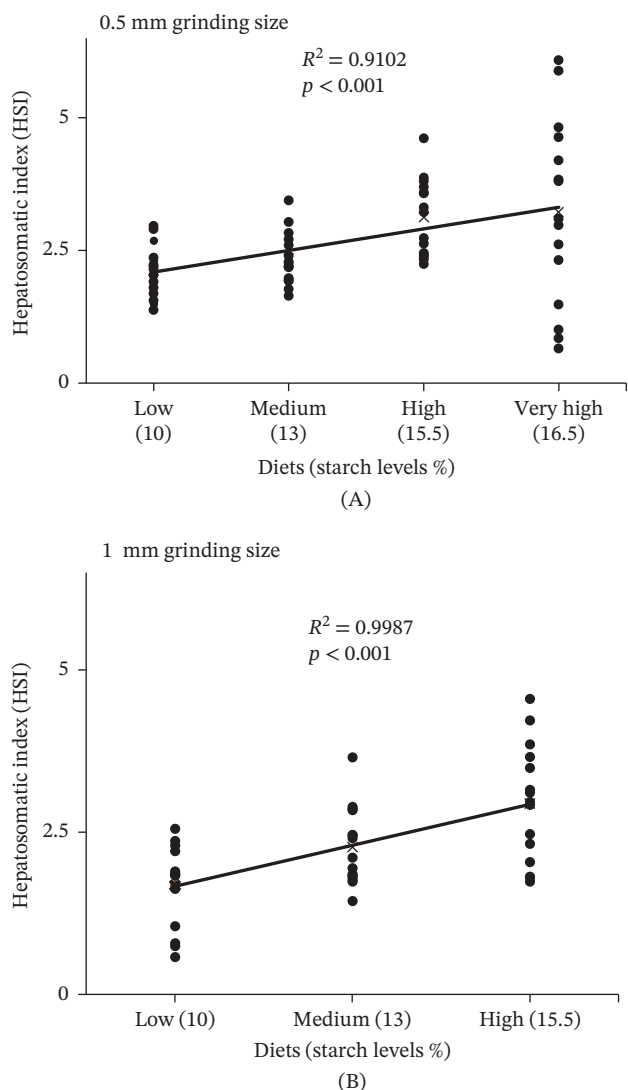 0.5 mm grinding size
R² = 0.9102
p < 0.001
Hepatosomatic index (HSI)
5
2.5
0
Low Medium High Very high
(10) (13) (15.5) (16.5)
Diets (starch levels %)
(A)
1 mm grinding size
R² = 0.9987
p < 0.001
Hepatosomatic index (HSI)
5
2.5
0
Low (10) Medium (13) High (15.5)
Diets (starch levels %)
(B)